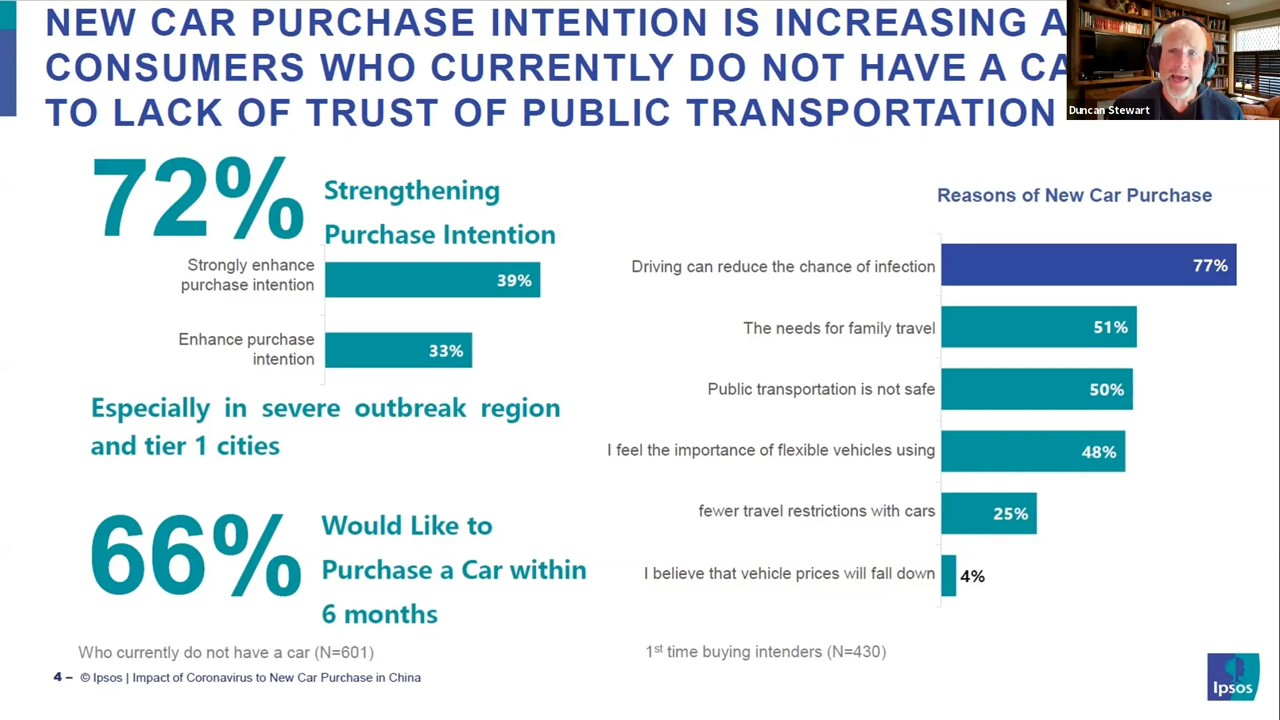 NEW CAR PURCHASE INTENTION IS INCREASING A
CONSUMERS WHO CURRENTLY DO NOT HAVE A CA
TO LACK OF TRUST OF PUBLIC TRANSPORTATION
Duncan Stewart
72%
Strengthening
Purchase Intention
Strongly enhance
purchase intention
39%
Enhance purchase
intention
33%
Especially in severe outbreak region
and tier 1 cities
66%
Would Like to
Purchase a Car within
6 months
Who currently do not have a car (N=601)
Reasons of New Car Purchase
Driving can reduce the chance of infection 77%
The needs for family travel 51%
Public transportation is not safe 50%
I feel the importance of flexible vehicles using 48%
fewer travel restrictions with cars 25%
I believe that vehicle prices will fall down 4%
1st time buying intenders (N=430)
4 – © Ipsos | Impact of Coronavirus to New Car Purchase in China
Ipsos